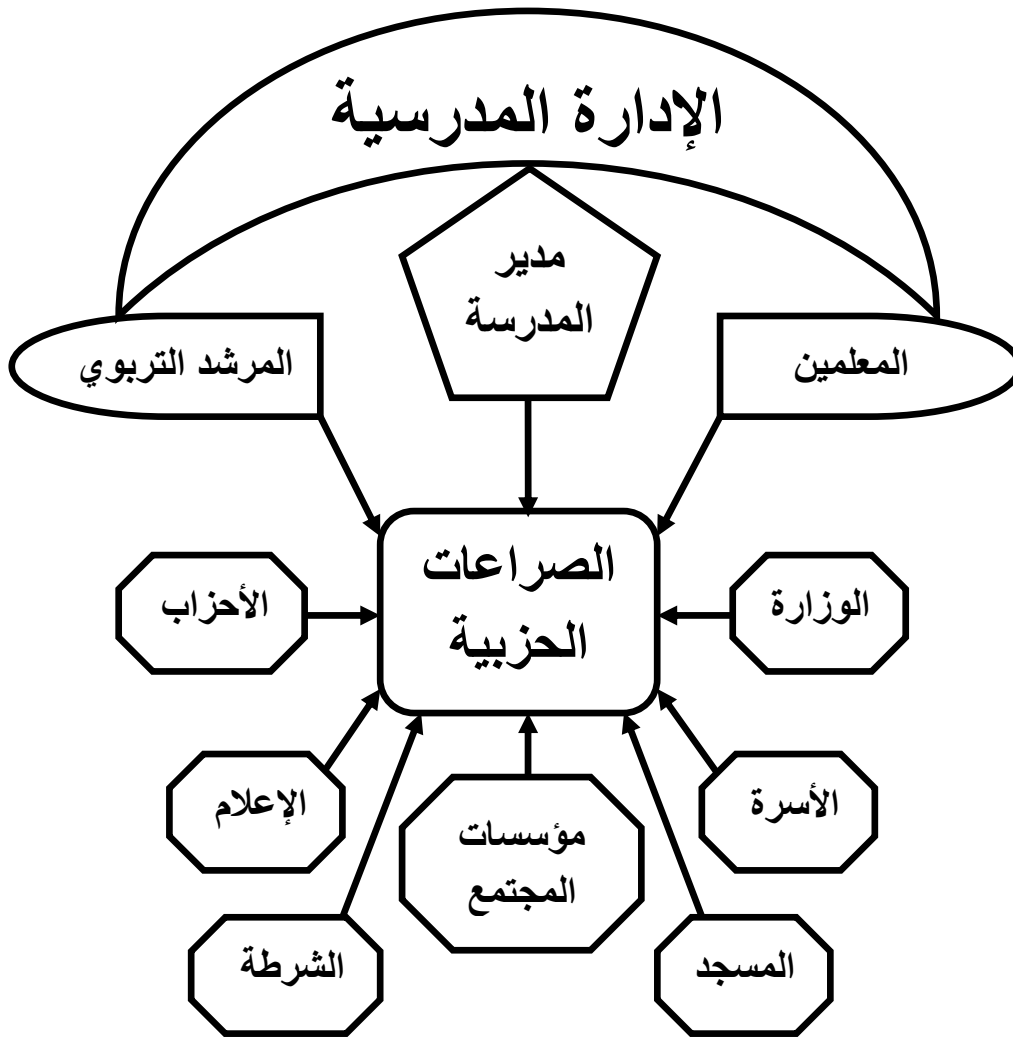 الإدارة المدرسية
مدير
المدرسة
المعلمين
المرشد التربوي
الصراعات
الحزبية
الوزارة
الأحزاب
الأسرة
الإعلام
مؤسسات
المجتمع
المسجد
الشرطة